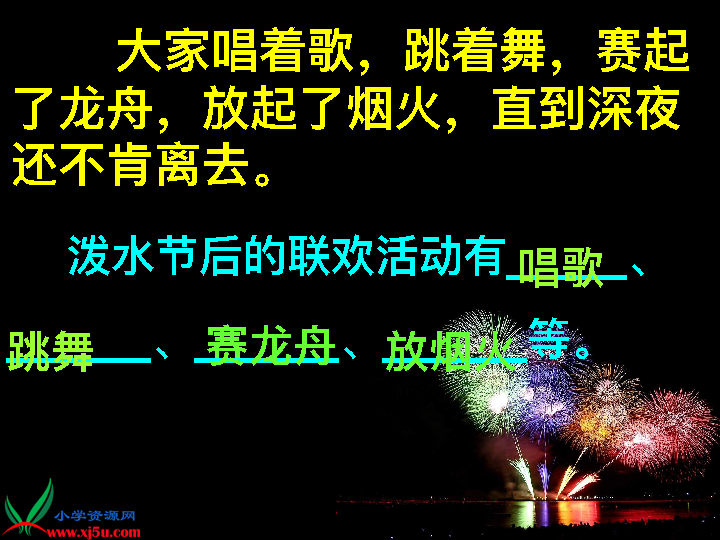 大家唱着歌，跳着舞，赛起
了龙舟，放起了烟火，直到深夜
还不肯离去。
泼水节后的联欢活动有唱歌、
跳舞、赛龙舟、放烟火等。
小学资源网
www.xj5u.com